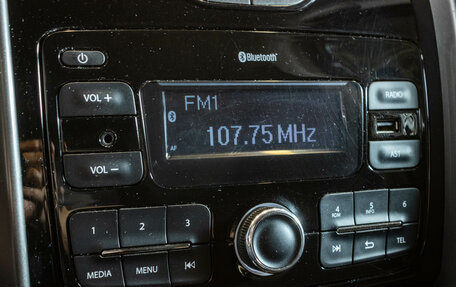 Bluetooth
VOL +
FM1
RADIO
107.75 MHz
AF
VOL −
AST
1 2 3
4 RDM
5 INFO
6
MEDIA MENU
TEL